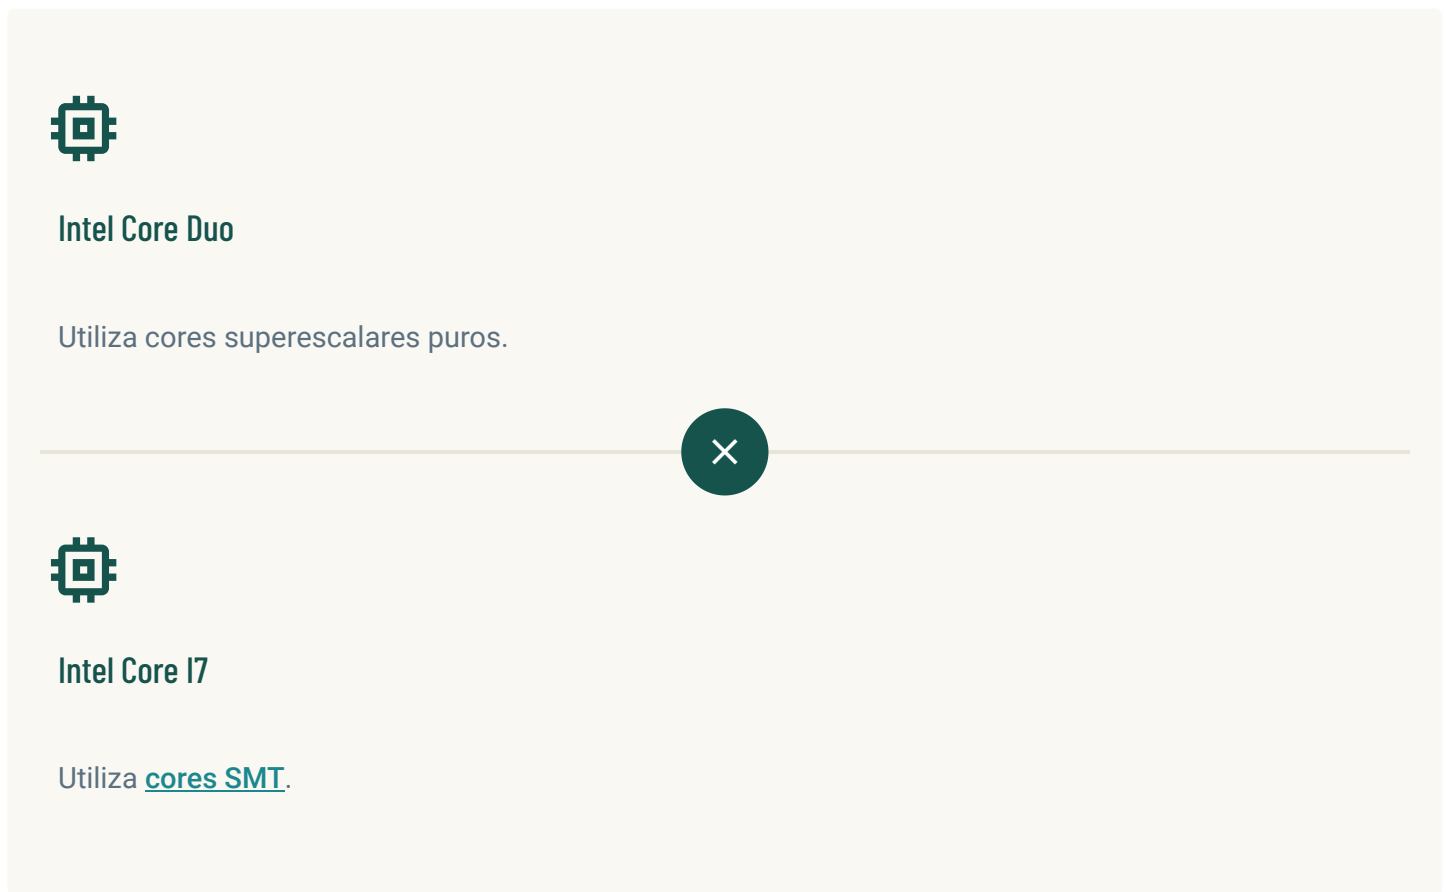 Intel Core Duo
Utiliza cores superescalares puros.
Intel Core I7
Utiliza cores SMT.